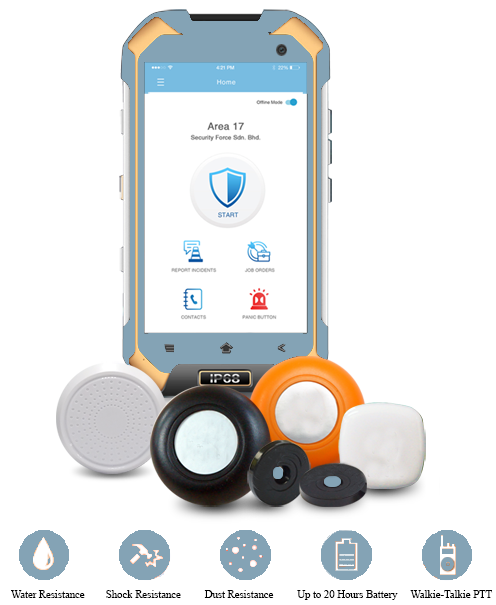 4:21 PM
22%
Home
Offline Mode
Area 17
Security Force Sdn. Bhd.
START
REPORT INCIDENTS
JOB ORDERS
CONTACTS
PANIC BUTTON
IP68
Water Resistance
Shock Resistance
Dust Resistance
Up to 20 Hours Battery
Walkie-Talkie PTT